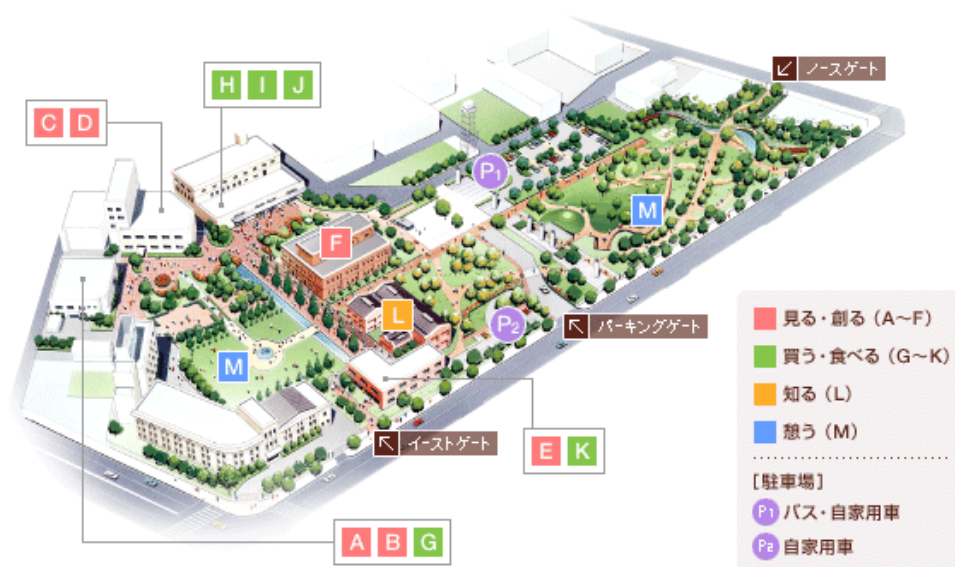 H I J
ノースゲート
C D
P1
M
F
L
P2
パーキングゲート
M
イーストゲート
E K
A B G
見る・創る（A〜F）
買う・食べる（G〜K）
知る（L）
憩う（M）
[駐車場]
P1 バス・自家用車
P2 自家用車